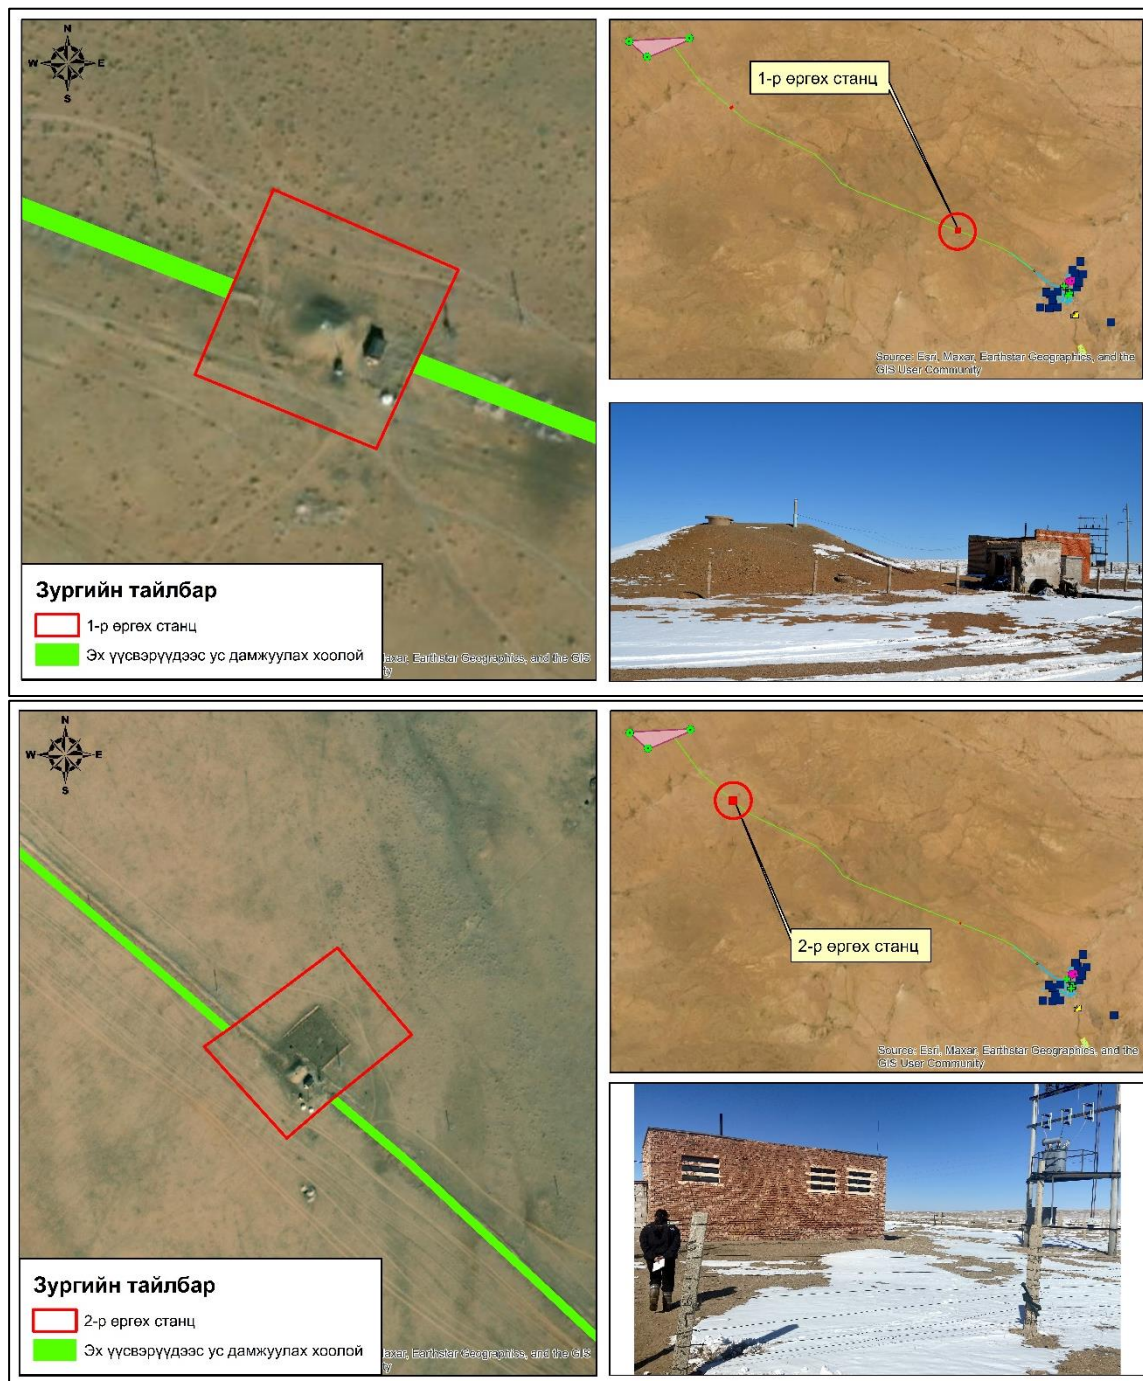 N
W E
S
1-р өргөх станц
Source: Esri, Maxar, Earthstar Geographics, and the
GIS User Community
Зургийн тайлбар
1-р өргөх станц
Эх үүсвэрүүдээс ус дамжуулах хоолой
Maxar, Earthstar Geographics, and the GIS
ity
N
W E
S
2-р өргөх станц
Source: Esri, Maxar, Earthstar Geographics, and the
GIS User Community
Зургийн тайлбар
2-р өргөх станц
Эх үүсвэрүүдээс ус дамжуулах хоолой
Maxar, Earthstar Geographics, and the GIS
ity